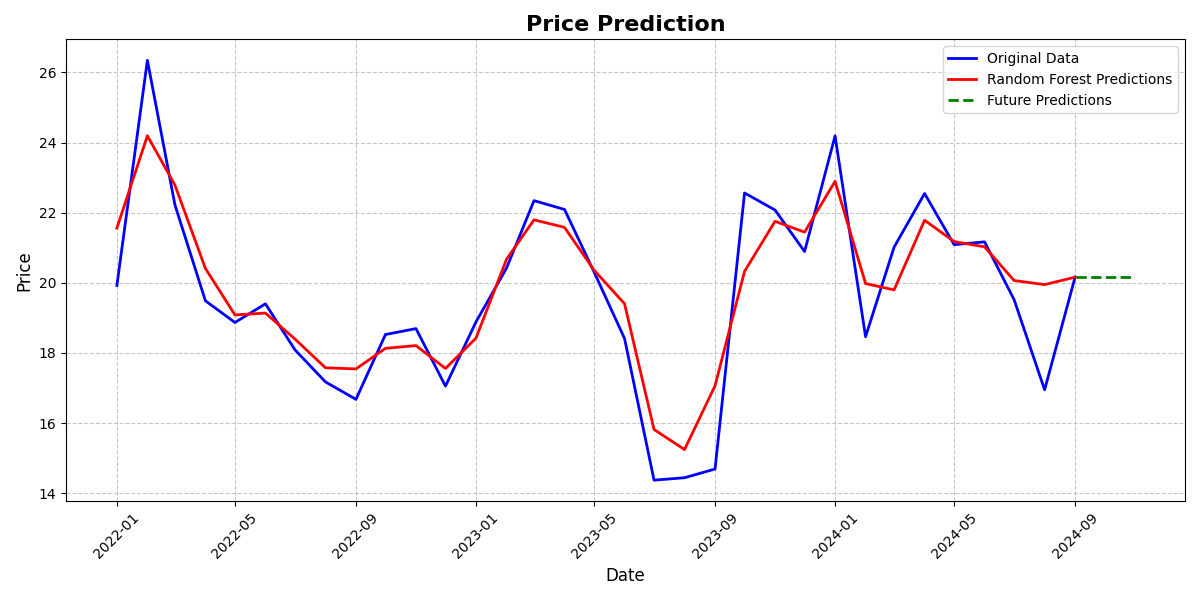 Price Prediction
Original Data
Random Forest Predictions
Future Predictions
Price
26
24
22
20
18
16
14
2022-01
2022-05
2022-09
2023-01
2023-05
2023-09
2024-01
2024-05
2024-09
Date